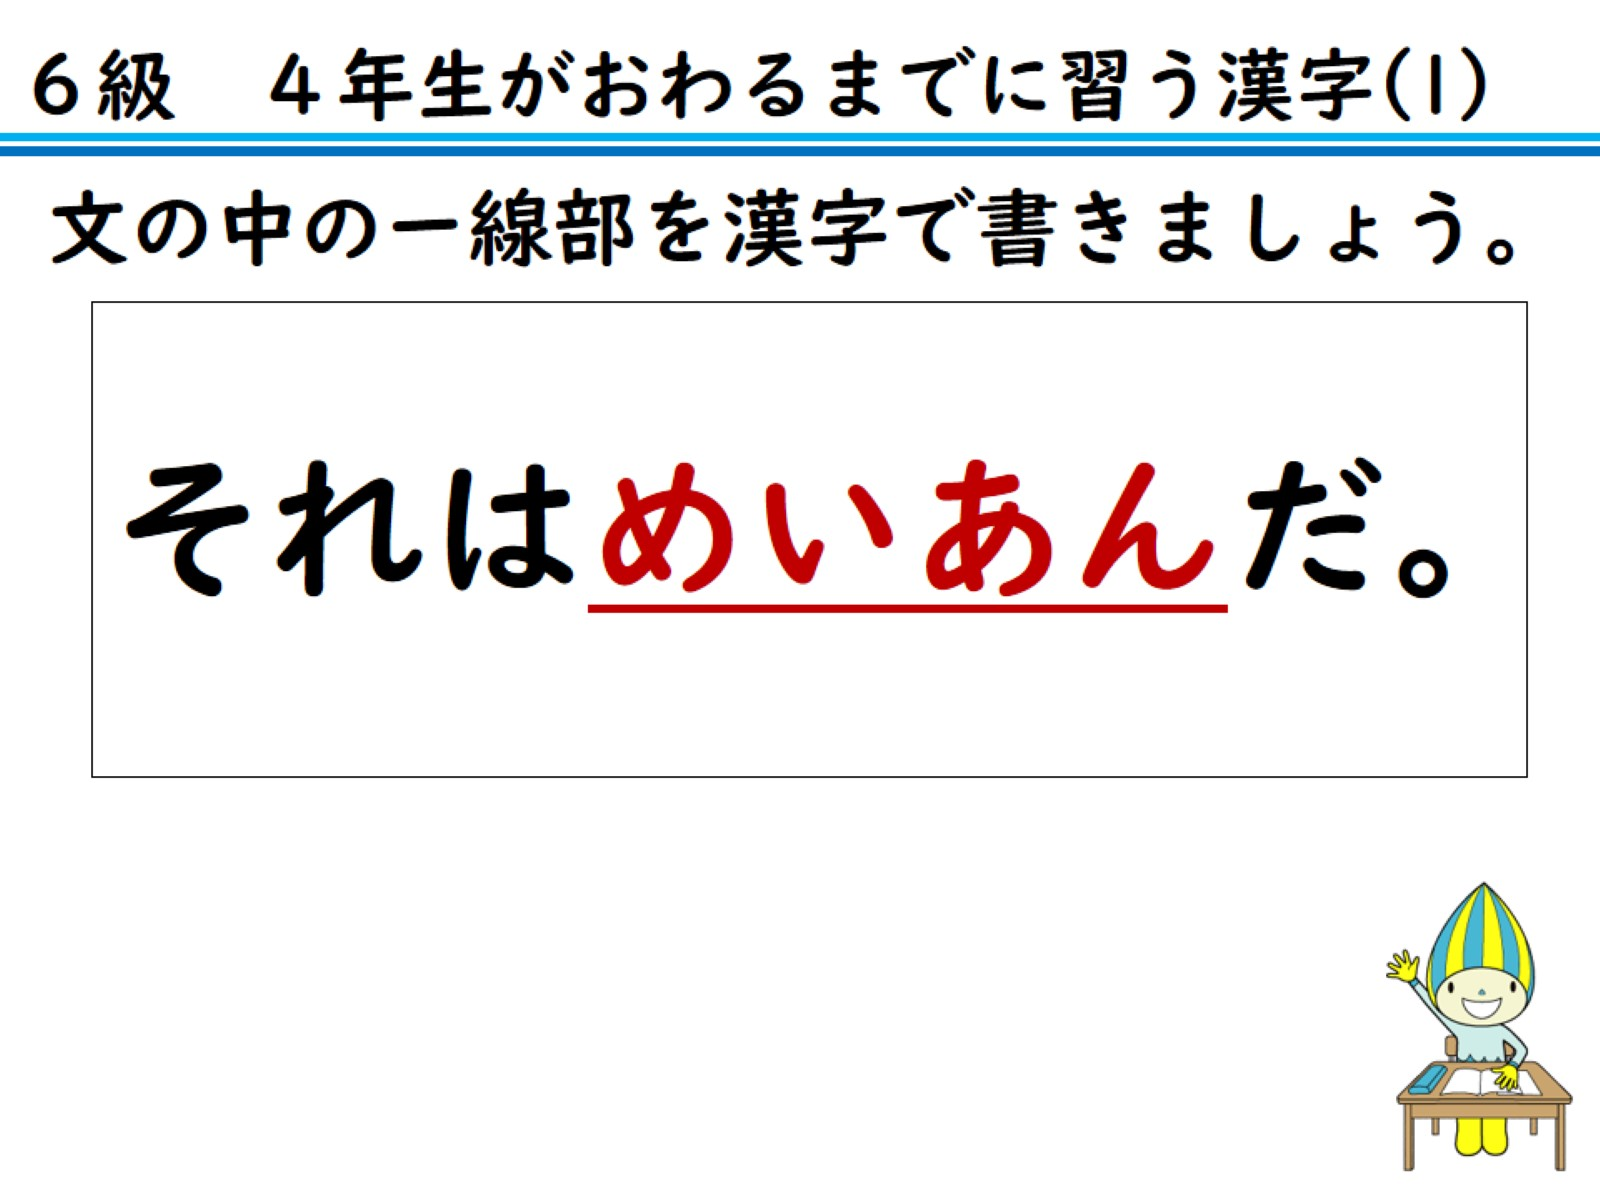 ６級　４年生がおわるまでに習う漢字(1)
文の中の―線部を漢字で書きましょう。
それはめいあんだ。